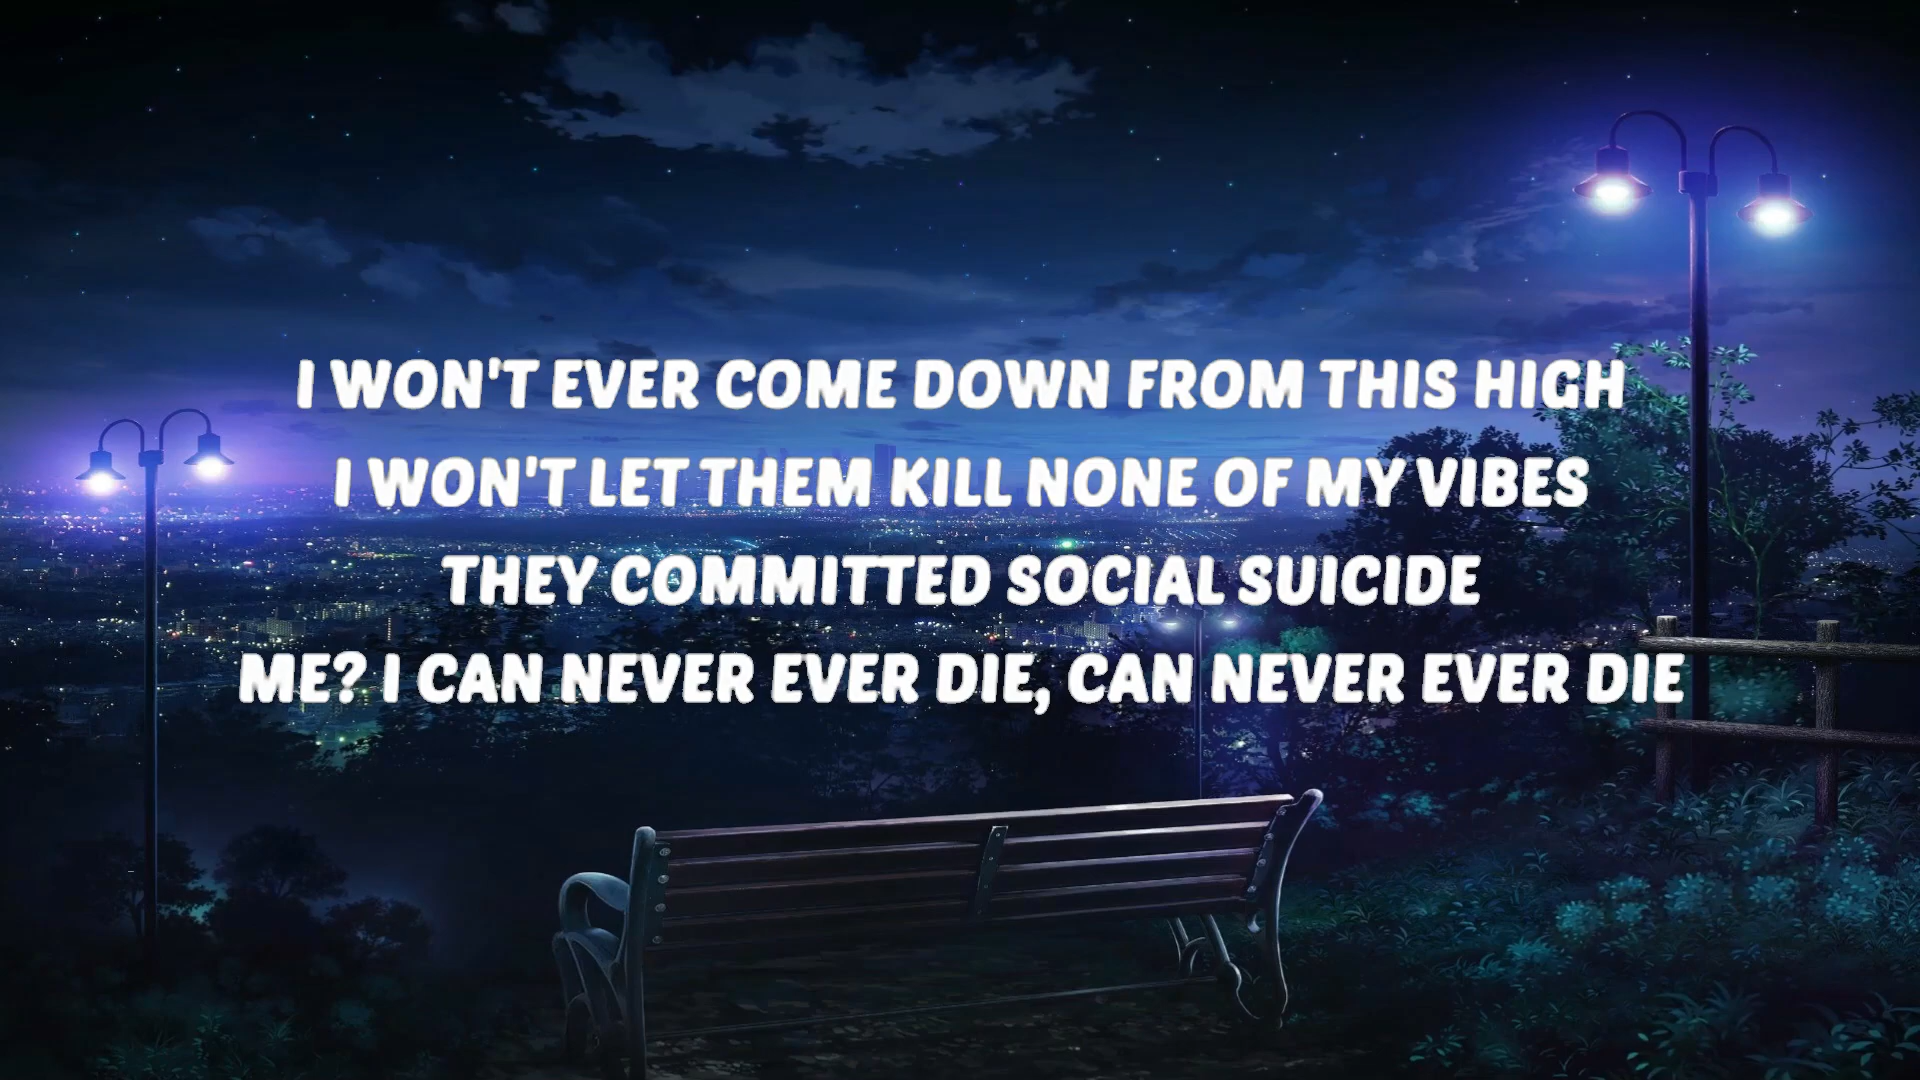 I WON'T EVER COME DOWN FROM THIS HIGH
I WON'T LET THEM KILL NONE OF MY VIBES
THEY COMMITTED SOCIAL SUICIDE
ME? I CAN NEVER EVER DIE, CAN NEVER EVER DIE